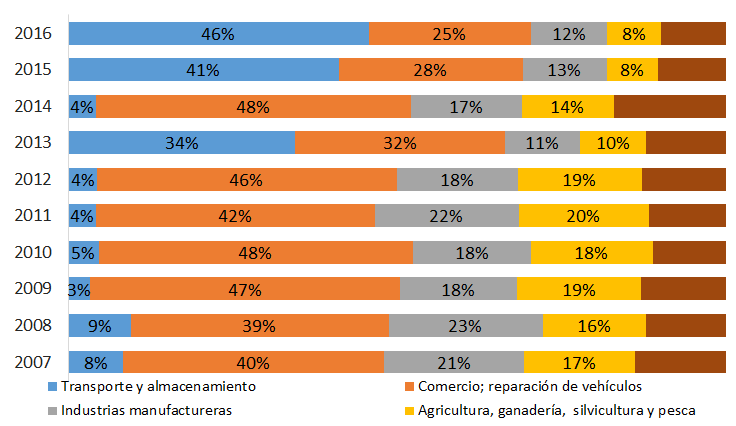 2016 46% 25% 12% 8%
2015 41% 28% 13% 8%
2014 4% 48% 17% 14%
2013 34% 32% 11% 10%
2012 4% 46% 18% 19%
2011 4% 42% 22% 20%
2010 5% 48% 18% 18%
2009 3% 47% 18% 19%
2008 9% 39% 23% 16%
2007 8% 40% 21% 17%
Transporte y almacenamiento Comercio; reparación de vehículos
Industrias manufactureras Agricultura, ganadería, silvicultura y pesca